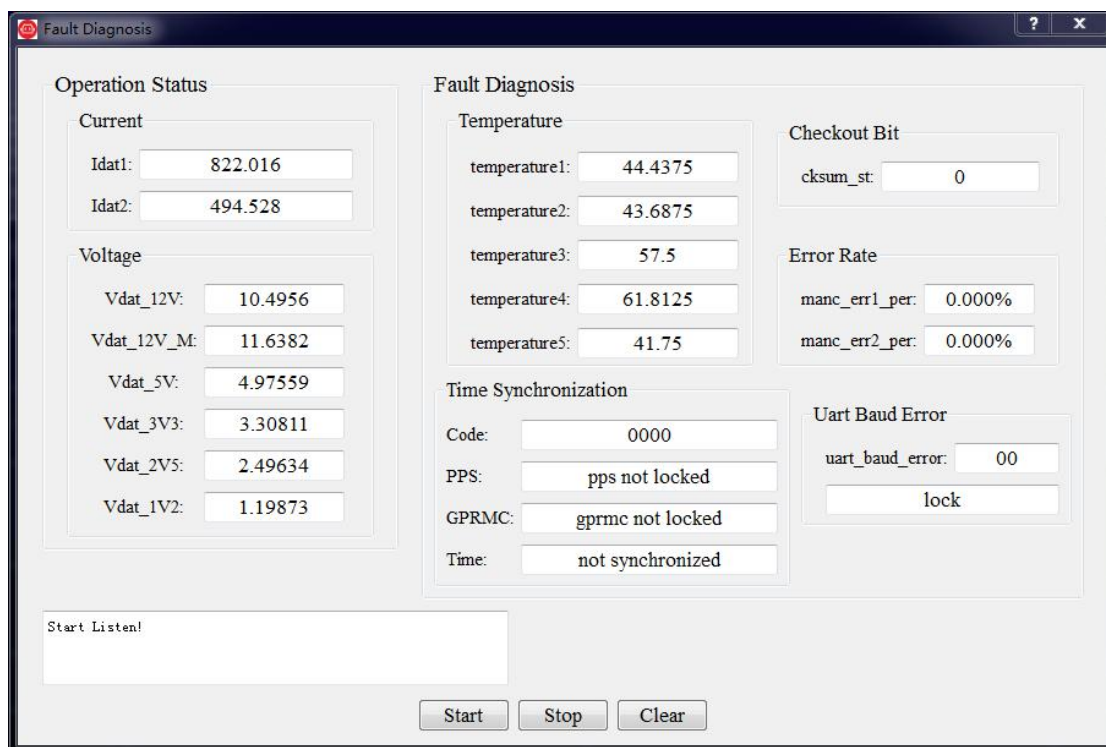 Fault Diagnosis
Operation Status
Current
Idat1: 822.016
Idat2: 494.528
Voltage
Vdat_12V: 10.4956
Vdat_12V_M: 11.6382
Vdat_5V: 4.97559
Vdat_3V3: 3.30811
Vdat_2V5: 2.49634
Vdat_1V2: 1.19873
Fault Diagnosis
Temperature
temperature1: 44.4375
temperature2: 43.6875
temperature3: 57.5
temperature4: 61.8125
temperature5: 41.75
Checkout Bit
cksum_st: 0
Error Rate
manc_err1_per: 0.000%
manc_err2_per: 0.000%
Time Synchronization
Code: 0000
PPS: pps not locked
GPRMC: gprmc not locked
Time: not synchronized
Uart Baud Error
uart_baud_error: 00
lock
Start Listen!
Start Stop Clear